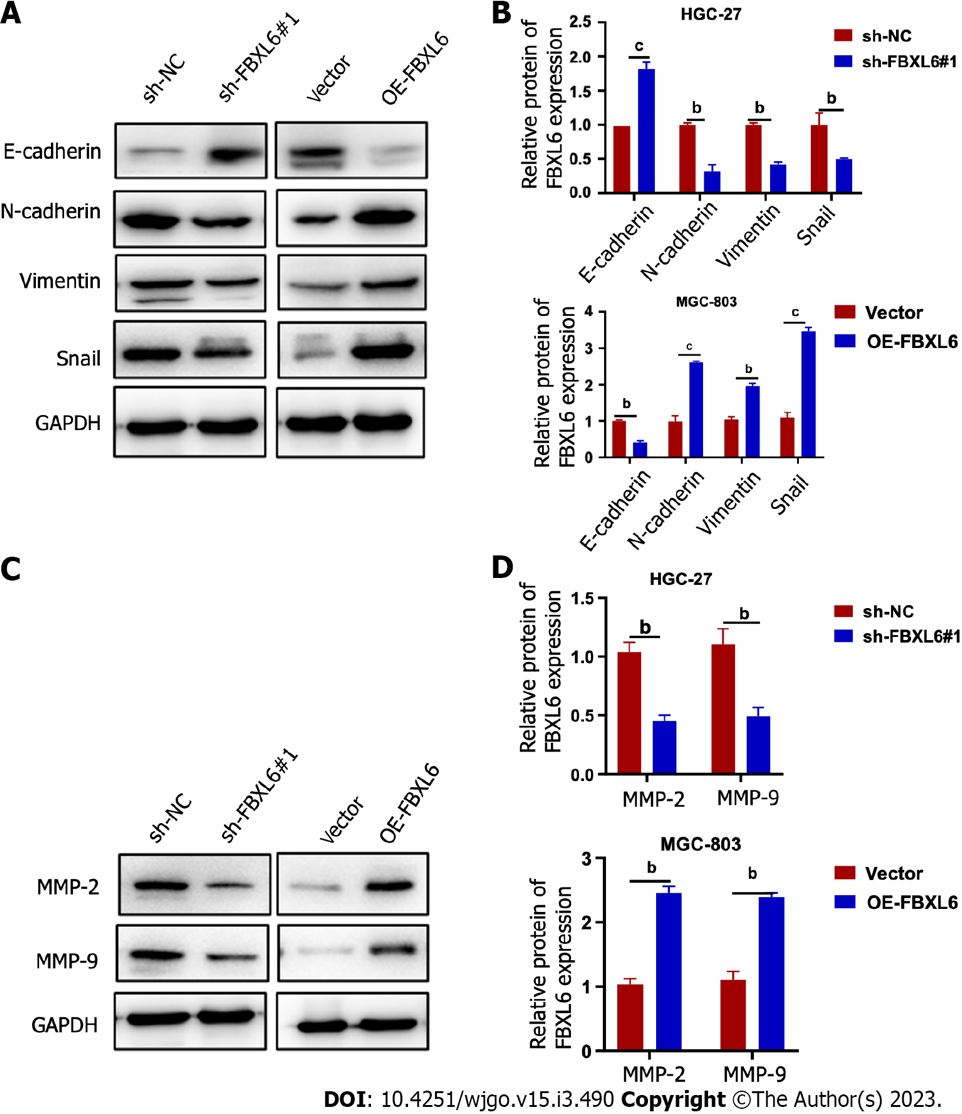 A
sh-NC
sh-FBXL6#1
Vector
OE-FBXL6
E-cadherin
N-cadherin
Vimentin
Snail
GAPDH
B
HGC-27
Relative protein of
FBXL6 expression
2.5
2.0
1.5
1.0
0.5
0.0
c
b
b
b
E-cadherin
N-cadherin
Vimentin
Snail
sh-NC
sh-FBXL6#1
MGC-803
Relative protein of
FBXL6 expression
4
3
2
1
0
b
c
b
c
E-cadherin
N-cadherin
Vimentin
Snail
Vector
OE-FBXL6
C
sh-NC
sh-FBXL6#1
Vector
OE-FBXL6
MMP-2
MMP-9
GAPDH
D
HGC-27
Relative protein of
FBXL6 expression
1.5
1.0
0.5
0.0
b
b
MMP-2
MMP-9
sh-NC
sh-FBXL6#1
MGC-803
Relative protein of
FBXL6 expression
3
2
1
0
b
b
MMP-2
MMP-9
Vector
OE-FBXL6
DOI: 10.4251/wjgo.v15.i3.490 Copyright ©The Author(s) 2023.